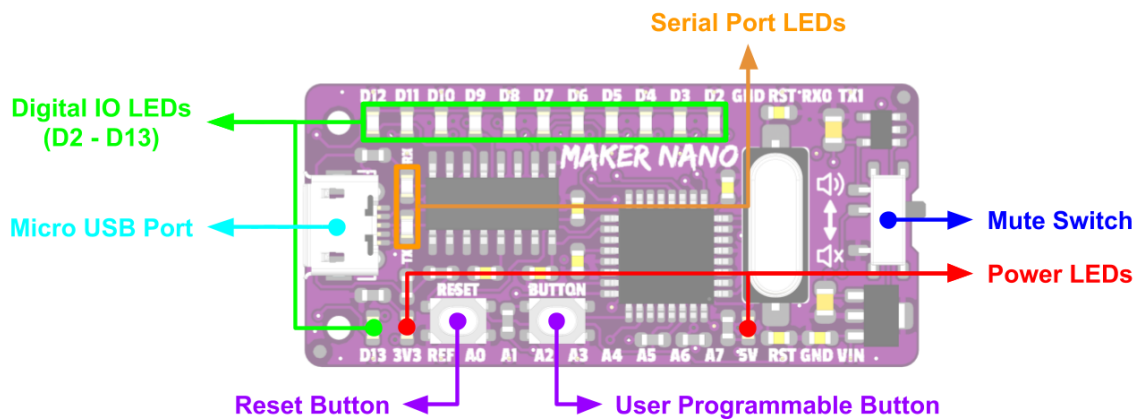 Serial Port LEDs
Digital IO LEDs
(D2 - D13)
D12 D11 D10 D9 D8 D7 D6 D5 D4 D3 D2 GND RST RX0 TX1
MAKER NANO
RX
Micro USB Port
Mute Switch
TX
Power LEDs
RESET
BUTTON
D13 3V3 REF A0 A1 A2 A3 A4 A5 A6 A7 5V RST GND VIN
Reset Button
User Programmable Button